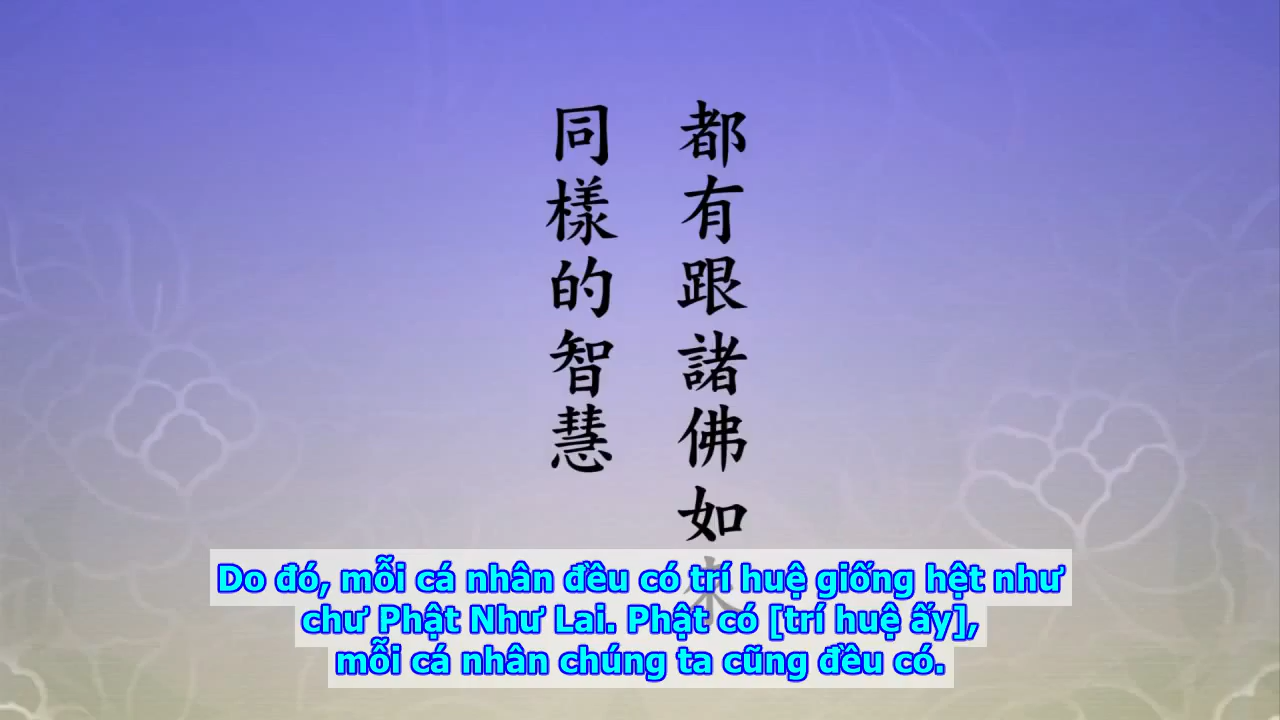 都有跟諸佛如來
同樣的智慧
Do đó, mỗi cá nhân đều có trí huệ giống hệt như
chư Phật Như Lai. Phật có [trí huệ ấy],
mỗi cá nhân chúng ta cũng đều có.